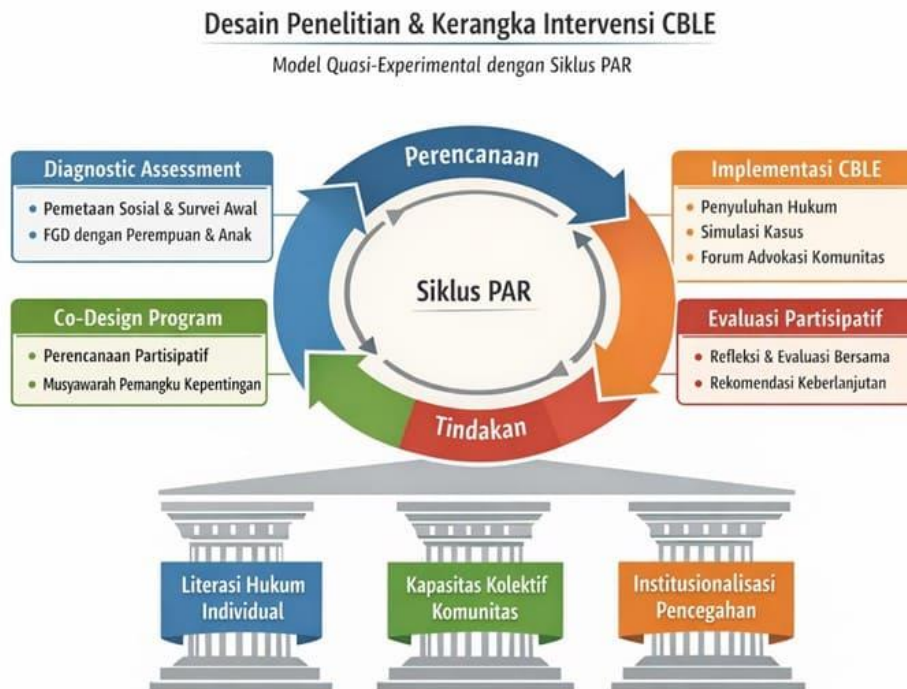 Desain Penelitian & Kerangka Intervensi CBLE
Model Quasi-Experimental dengan Siklus PAR
Perencanaan
Diagnostic Assessment
Pemetaan Sosial & Survei Awal
FGD dengan Perempuan & Anak
Implementasi CBLE
Penyuluhan Hukum
Simulasi Kasus
Forum Advokasi Komunitas
Siklus PAR
Co-Design Program
Perencanaan Partisipatif
Musyawarah Pemangku Kepentingan
Evaluasi Partisipatif
Refleksi & Evaluasi Bersama
Rekomendasi Keberlanjutan
Tindakan
Literasi Hukum
Individual
Kapasitas Kolektif
Komunitas
Institusionalisasi
Pencegahan